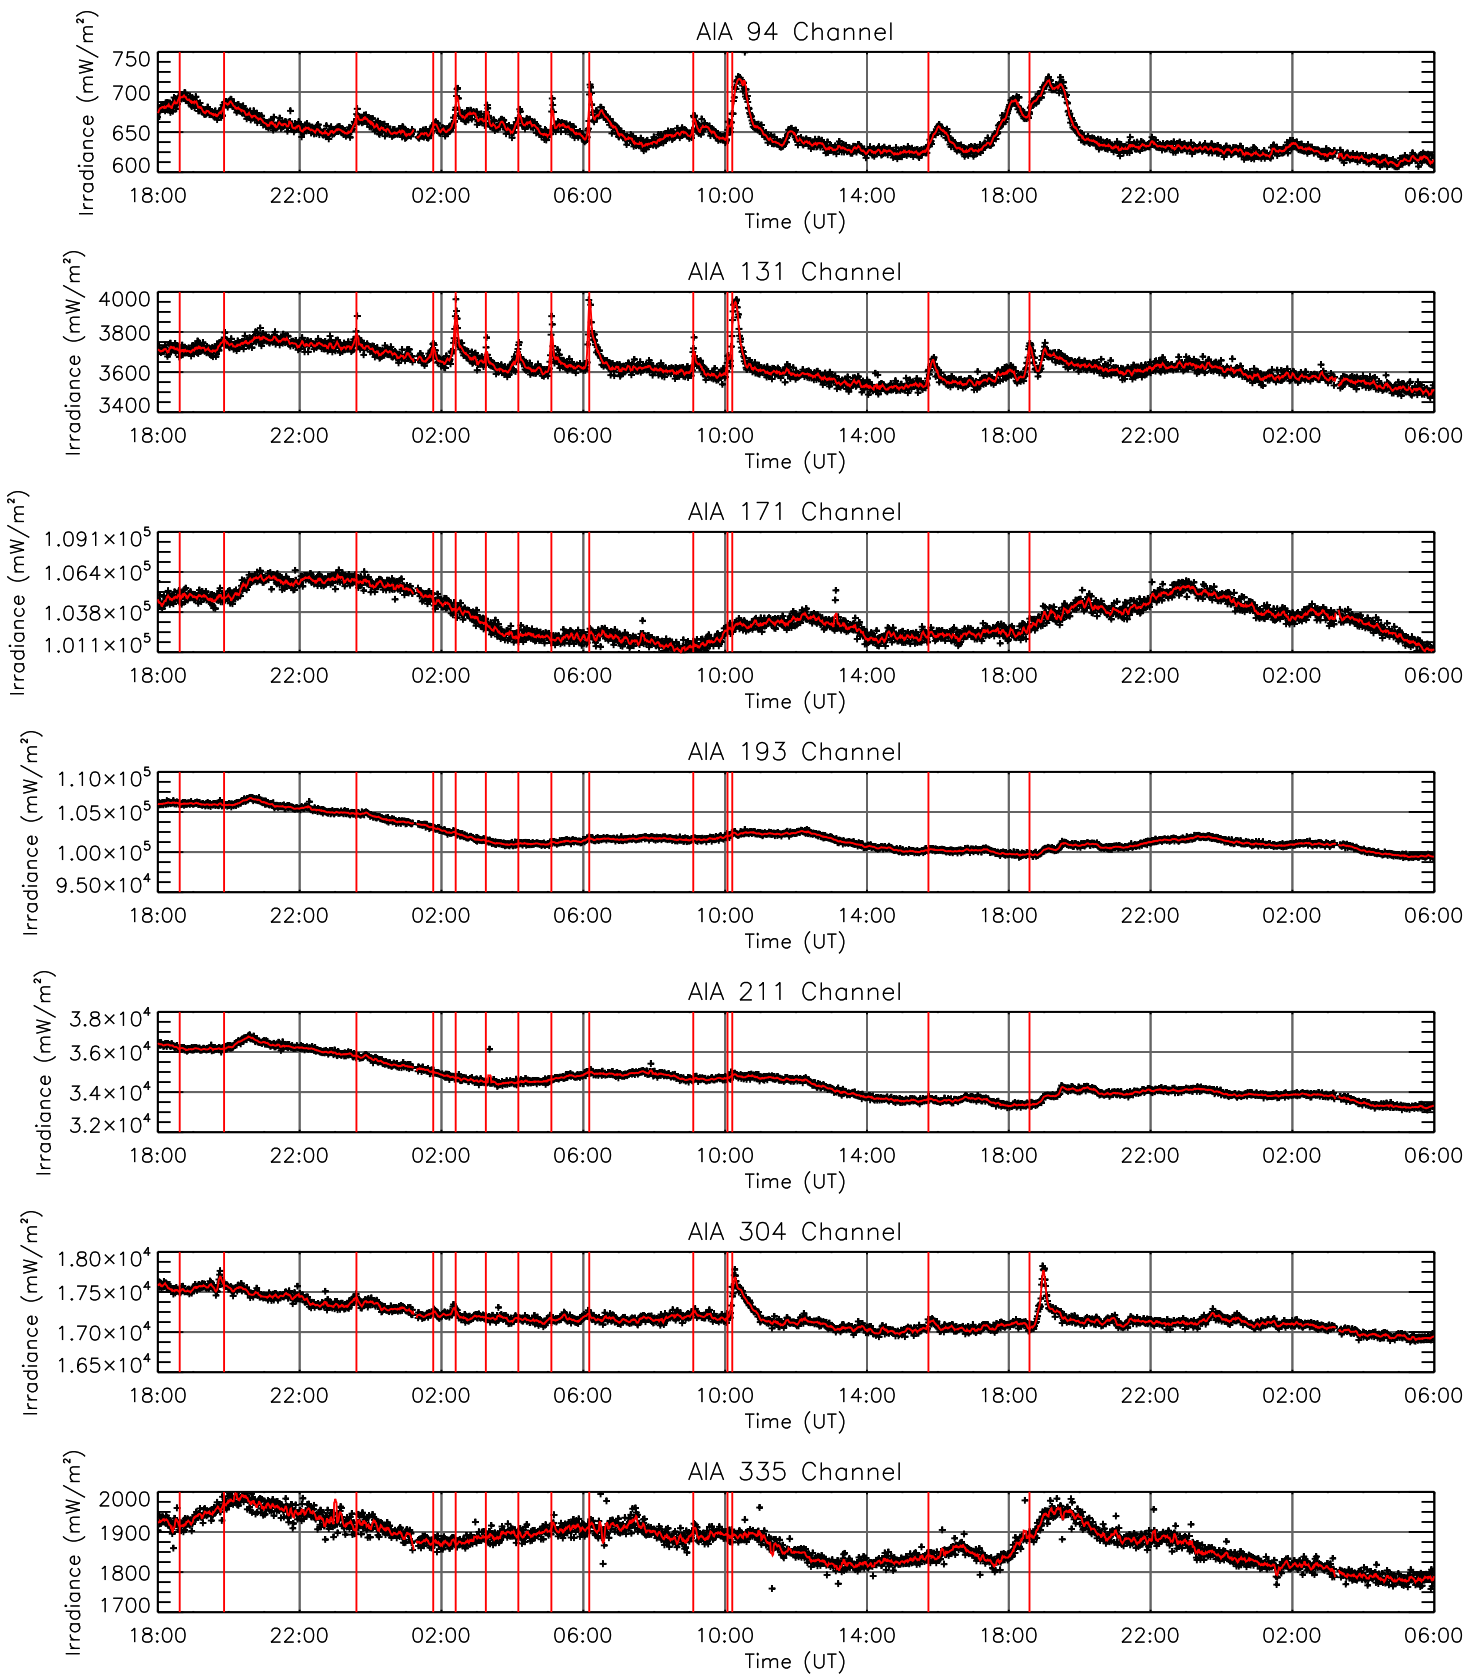 AIA 94 Channel
Irradiance (mW/m²)
750
700
650
600
18:00 22:00 02:00 06:00 10:00 14:00 18:00 22:00 02:00 06:00
Time (UT)
AIA 131 Channel
Irradiance (mW/m²)
4000
3800
3600
3400
18:00 22:00 02:00 06:00 10:00 14:00 18:00 22:00 02:00 06:00
Time (UT)
AIA 171 Channel
Irradiance (mW/m²)
1.091×10⁵
1.064×10⁵
1.038×10⁵
1.011×10⁵
18:00 22:00 02:00 06:00 10:00 14:00 18:00 22:00 02:00 06:00
Time (UT)
AIA 193 Channel
Irradiance (mW/m²)
1.10×10⁵
1.05×10⁵
1.00×10⁵
9.50×10⁴
18:00 22:00 02:00 06:00 10:00 14:00 18:00 22:00 02:00 06:00
Time (UT)
AIA 211 Channel
Irradiance (mW/m²)
3.8×10⁴
3.6×10⁴
3.4×10⁴
3.2×10⁴
18:00 22:00 02:00 06:00 10:00 14:00 18:00 22:00 02:00 06:00
Time (UT)
AIA 304 Channel
Irradiance (mW/m²)
1.80×10⁴
1.75×10⁴
1.70×10⁴
1.65×10⁴
18:00 22:00 02:00 06:00 10:00 14:00 18:00 22:00 02:00 06:00
Time (UT)
AIA 335 Channel
Irradiance (mW/m²)
2000
1900
1800
1700
18:00 22:00 02:00 06:00 10:00 14:00 18:00 22:00 02:00 06:00
Time (UT)